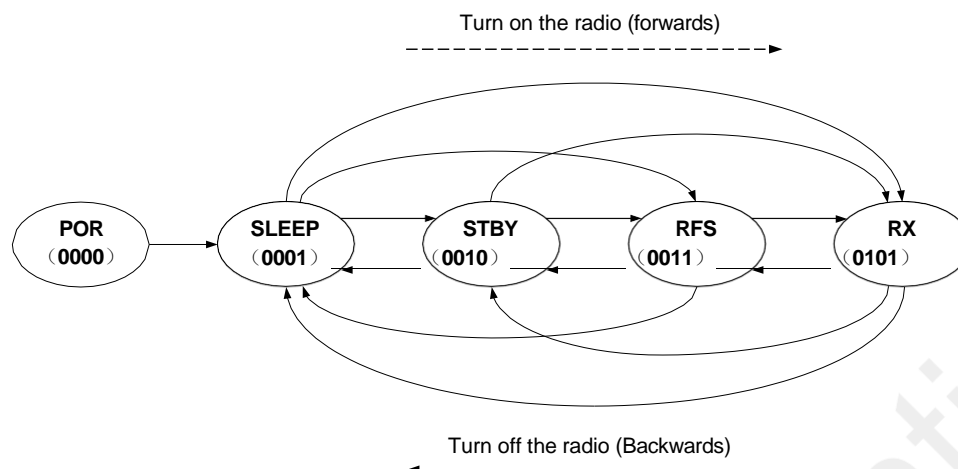 Turn on the radio (forwards)
POR SLEEP STBY RFS RX
（0000） （0001） （0010） （0011） （0101）
Turn off the radio (Backwards)